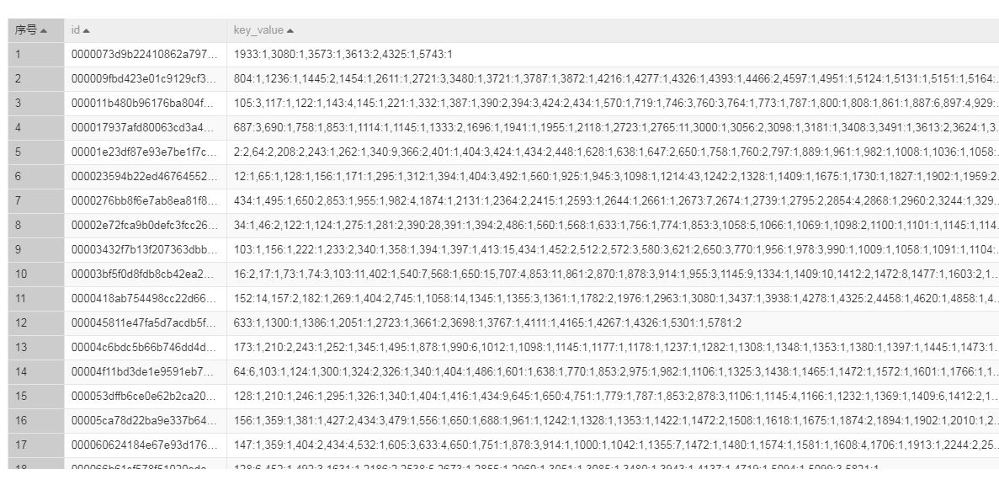 序号 id key_value
1 0000073d9b22410862a797... 1933:1,3080:1,3573:1,3613:2,4325:1,5743:1
2 000009fbd423e01c9129cf3... 804:1,1236:1,1445:2,1454:1,2611:1,2721:3,3480:1,3721:1,3787:1,3872:1,4216:1,4277:1,4326:1,4393:1,4466:2,4597:1,4951:1,5124:1,5131:1,5151:1,5164:...
3 000011b480b96176ba804f... 105:3,117:1,122:1,143:4,145:1,221:1,332:1,387:1,390:2,394:3,424:2,434:1,570:1,719:1,746:3,760:3,764:1,773:1,787:1,800:1,808:1,861:1,887:6,897:4,929:...
4 000017937afd80063cd3a4... 687:3,690:1,758:1,853:1,1114:1,1145:1,1333:2,1696:1,1941:1,1955:1,2118:1,2723:1,2765:11,3000:1,3056:2,3098:1,3181:1,3408:3,3491:1,3613:2,3624:1,3...
5 00001e23df87e93e7be1f7c... 2:2,64:2,208:2,243:1,262:1,340:9,366:2,401:1,404:3,424:1,434:2,448:1,628:1,638:1,647:2,650:1,758:1,760:2,797:1,889:1,961:1,982:1,1008:1,1036:1,1058:...
6 000023594b22ed46764552... 12:1,65:1,128:1,156:1,171:1,295:1,312:1,394:1,404:3,492:1,560:1,925:1,945:3,1098:1,1214:43,1242:2,1328:1,1409:1,1675:1,1730:1,1827:1,1902:1,1959:2...
7 0000276bb8f6e7ab8ea81f8... 434:1,495:1,650:2,853:1,955:1,982:4,1874:1,2131:1,2364:2,2415:1,2593:1,2644:1,2661:1,2673:7,2674:1,2739:1,2795:2,2854:4,2868:1,2960:2,3244:1,329...
8 00002e72fca9b0defc3fcc26... 34:1,46:2,122:1,124:1,275:1,281:2,390:28,391:1,394:2,486:1,560:1,568:1,633:1,756:1,774:1,853:3,1058:5,1066:1,1069:1,1098:2,1100:1,1101:1,1145:1,114...
9 00003432f7b13f207363dbb... 103:1,156:1,222:1,233:2,340:1,358:1,394:1,397:1,413:15,434:1,452:2,512:2,572:3,580:3,621:2,650:3,770:1,956:1,978:3,990:1,1009:1,1058:1,1091:1,1104:...
10 00003bf5f0d8fdb8cb42ea2... 16:2,17:1,73:1,74:3,103:11,402:1,540:7,568:1,650:15,707:4,853:11,861:2,870:1,878:3,914:1,955:3,1145:9,1334:1,1409:10,1412:2,1472:8,1477:1,1603:2,1...
11 0000418ab754498cc22d66... 152:14,157:2,182:1,269:1,404:2,745:1,1058:14,1345:1,1355:3,1361:1,1782:2,1976:1,2963:1,3080:1,3437:1,3938:1,4278:1,4325:2,4458:1,4620:1,4858:1,4...
12 000045811e47fa5d7acdb5f... 633:1,1300:1,1386:1,2051:1,2723:1,3661:2,3698:1,3767:1,4111:1,4165:1,4267:1,4326:1,5301:1,5781:2
13 00004c6bdc5b66b746dd4d... 173:1,210:2,243:1,252:1,345:1,495:1,878:1,990:6,1012:1,1098:1,1145:1,1177:1,1178:1,1237:1,1282:1,1308:1,1348:1,1353:1,1380:1,1397:1,1445:1,1473:1...
14 00004f11bd3de1e9591eb7... 64:6,103:1,124:1,300:1,324:2,326:1,340:1,404:1,486:1,601:1,638:1,770:1,853:2,975:1,982:1,1106:1,1325:3,1438:1,1465:1,1472:1,1572:1,1601:1,1766:1,1...
15 000053dffb6ce0e62b2ca20... 128:1,210:1,246:1,295:1,326:1,340:1,404:1,416:1,434:9,645:1,650:4,751:1,779:1,787:1,853:2,878:3,1106:1,1145:4,1166:1,1232:1,1369:1,1409:6,1412:2,1...
16 00005ca78d22ba9e337b64... 156:1,359:1,381:1,427:2,434:3,479:1,556:1,650:1,688:1,961:1,1242:1,1328:1,1353:1,1422:1,1472:2,1508:1,1618:1,1675:1,1874:2,1894:1,1902:1,2010:1,2...
17 000060624184e67e93d176... 147:1,359:1,404:2,434:4,532:1,605:3,633:4,650:1,751:1,878:3,914:1,1000:1,1042:1,1355:7,1472:1,1480:1,1574:1,1581:1,1608:4,1706:1,1913:1,2244:2,25...